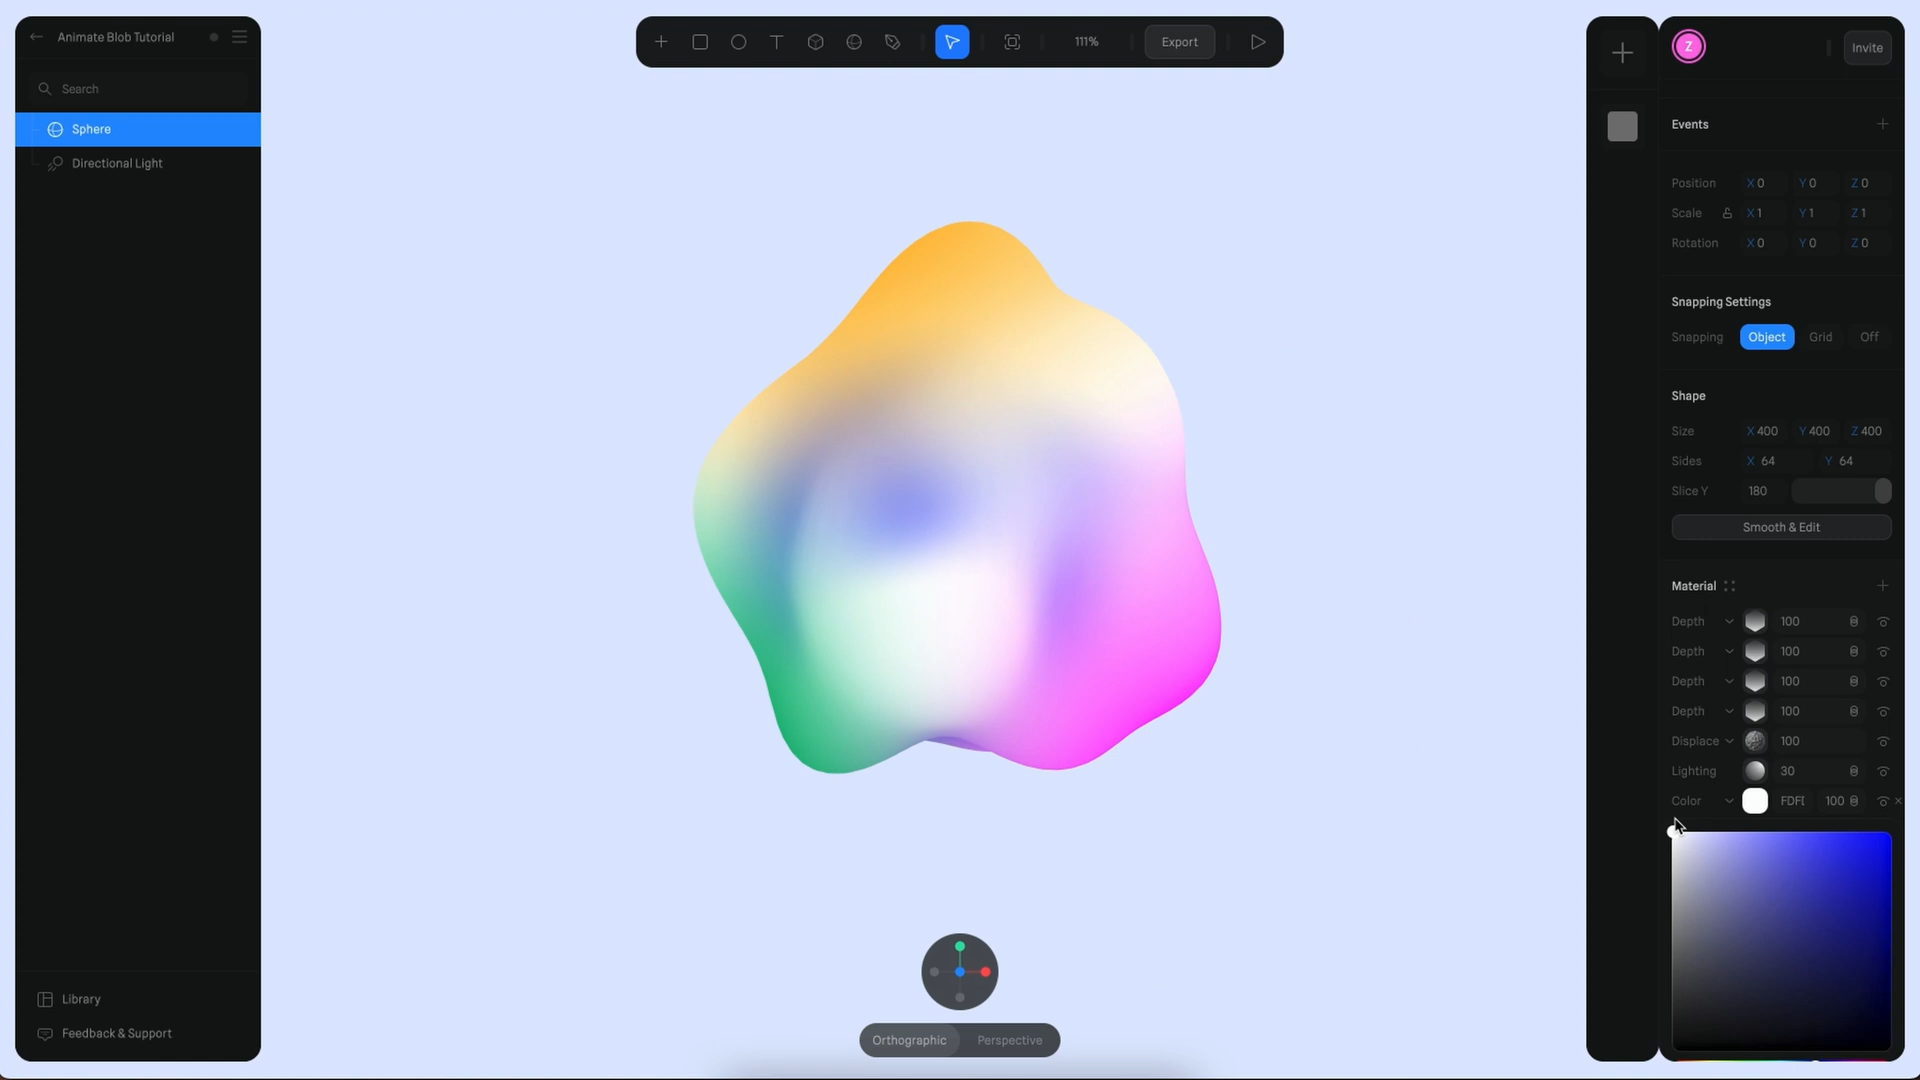 Animate Blob Tutorial
Search
Sphere
Directional Light
Library
Feedback & Support
111%
Export
Orthographic
Perspective
Z
Invite
Events
Position X 0 Y 0 Z 0
Scale X 1 Y 1 Z 1
Rotation X 0 Y 0 Z 0
Snapping Settings
Snapping Object Grid Off
Shape
Size X 400 Y 400 Z 400
Sides X 64 Y 64
Slice Y 180
Smooth & Edit
Material
Depth 100
Depth 100
Depth 100
Depth 100
Displace 100
Lighting 30
Color 100